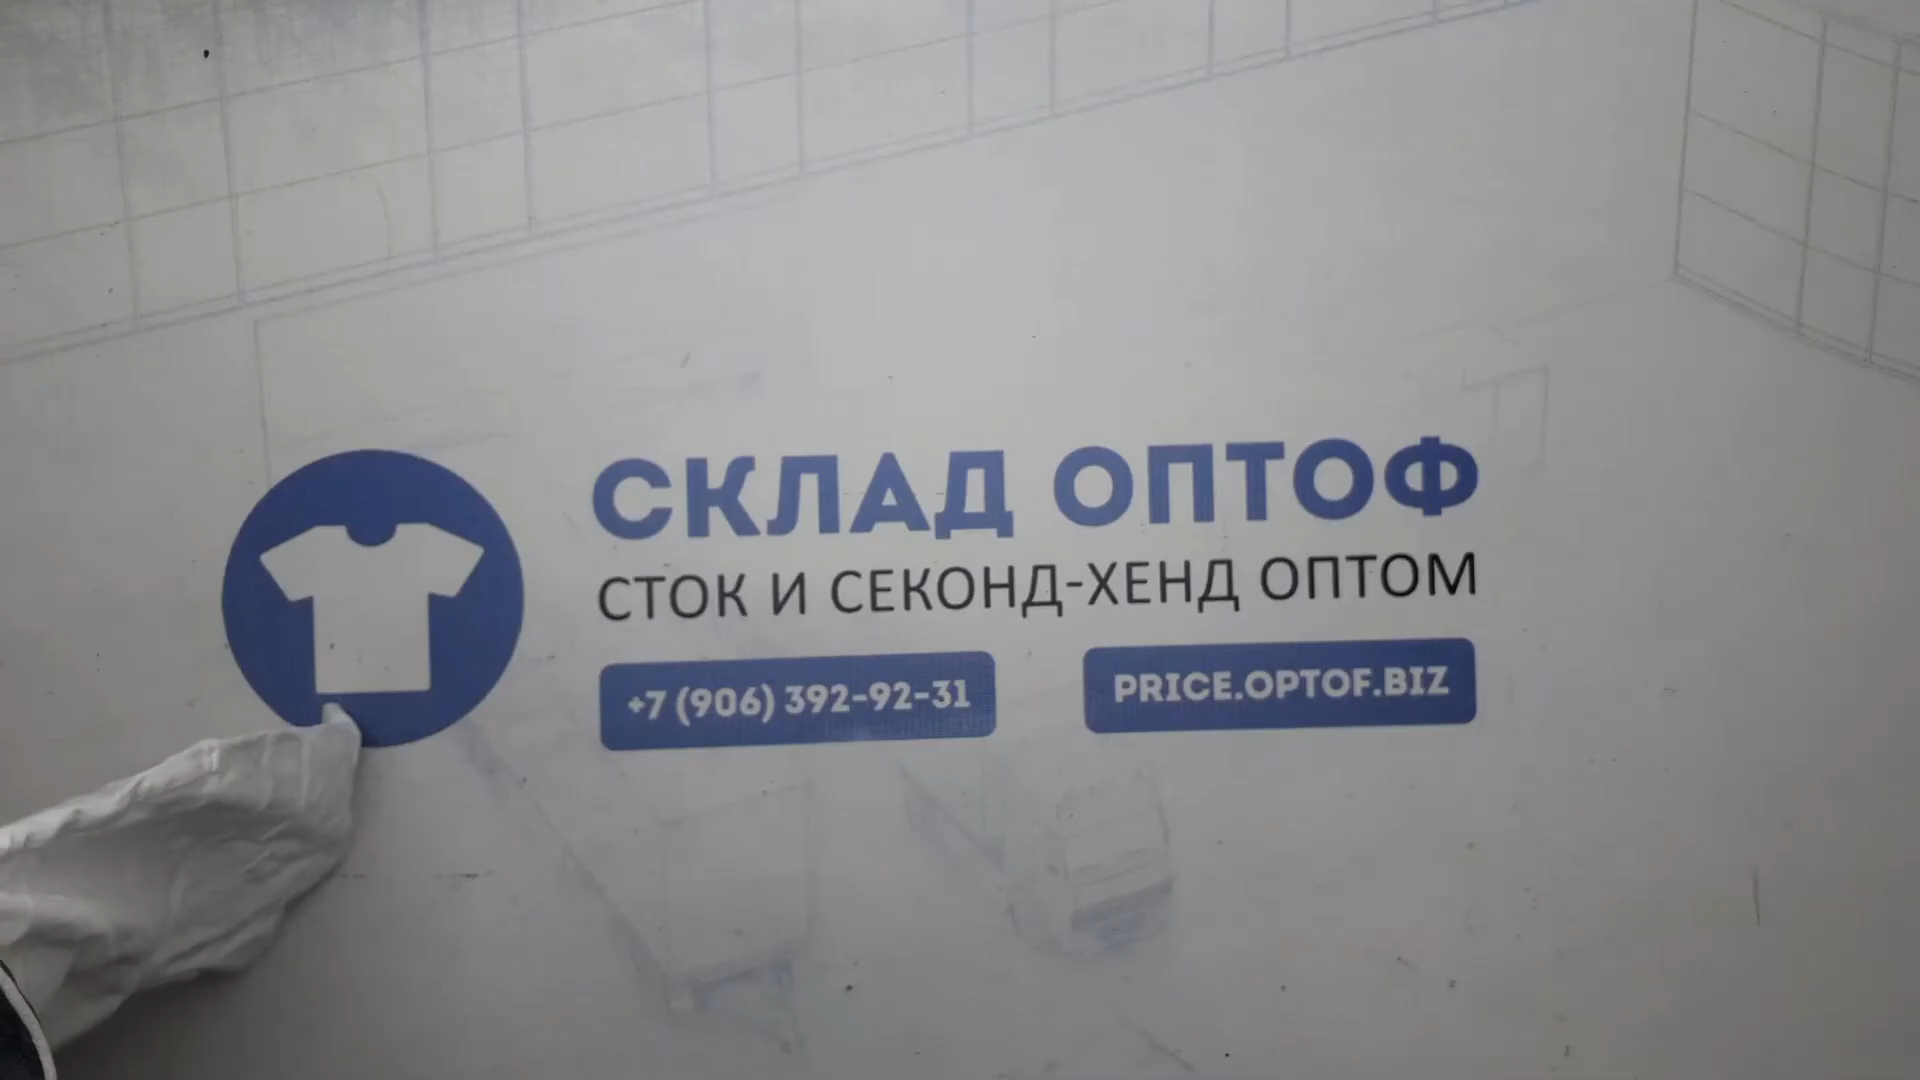 СКЛАД ОПТОФ
СТОК И СЕКОНД-ХЕНД ОПТОМ
+7 (906) 392-92-31
PRICE.OPTOF.BIZ